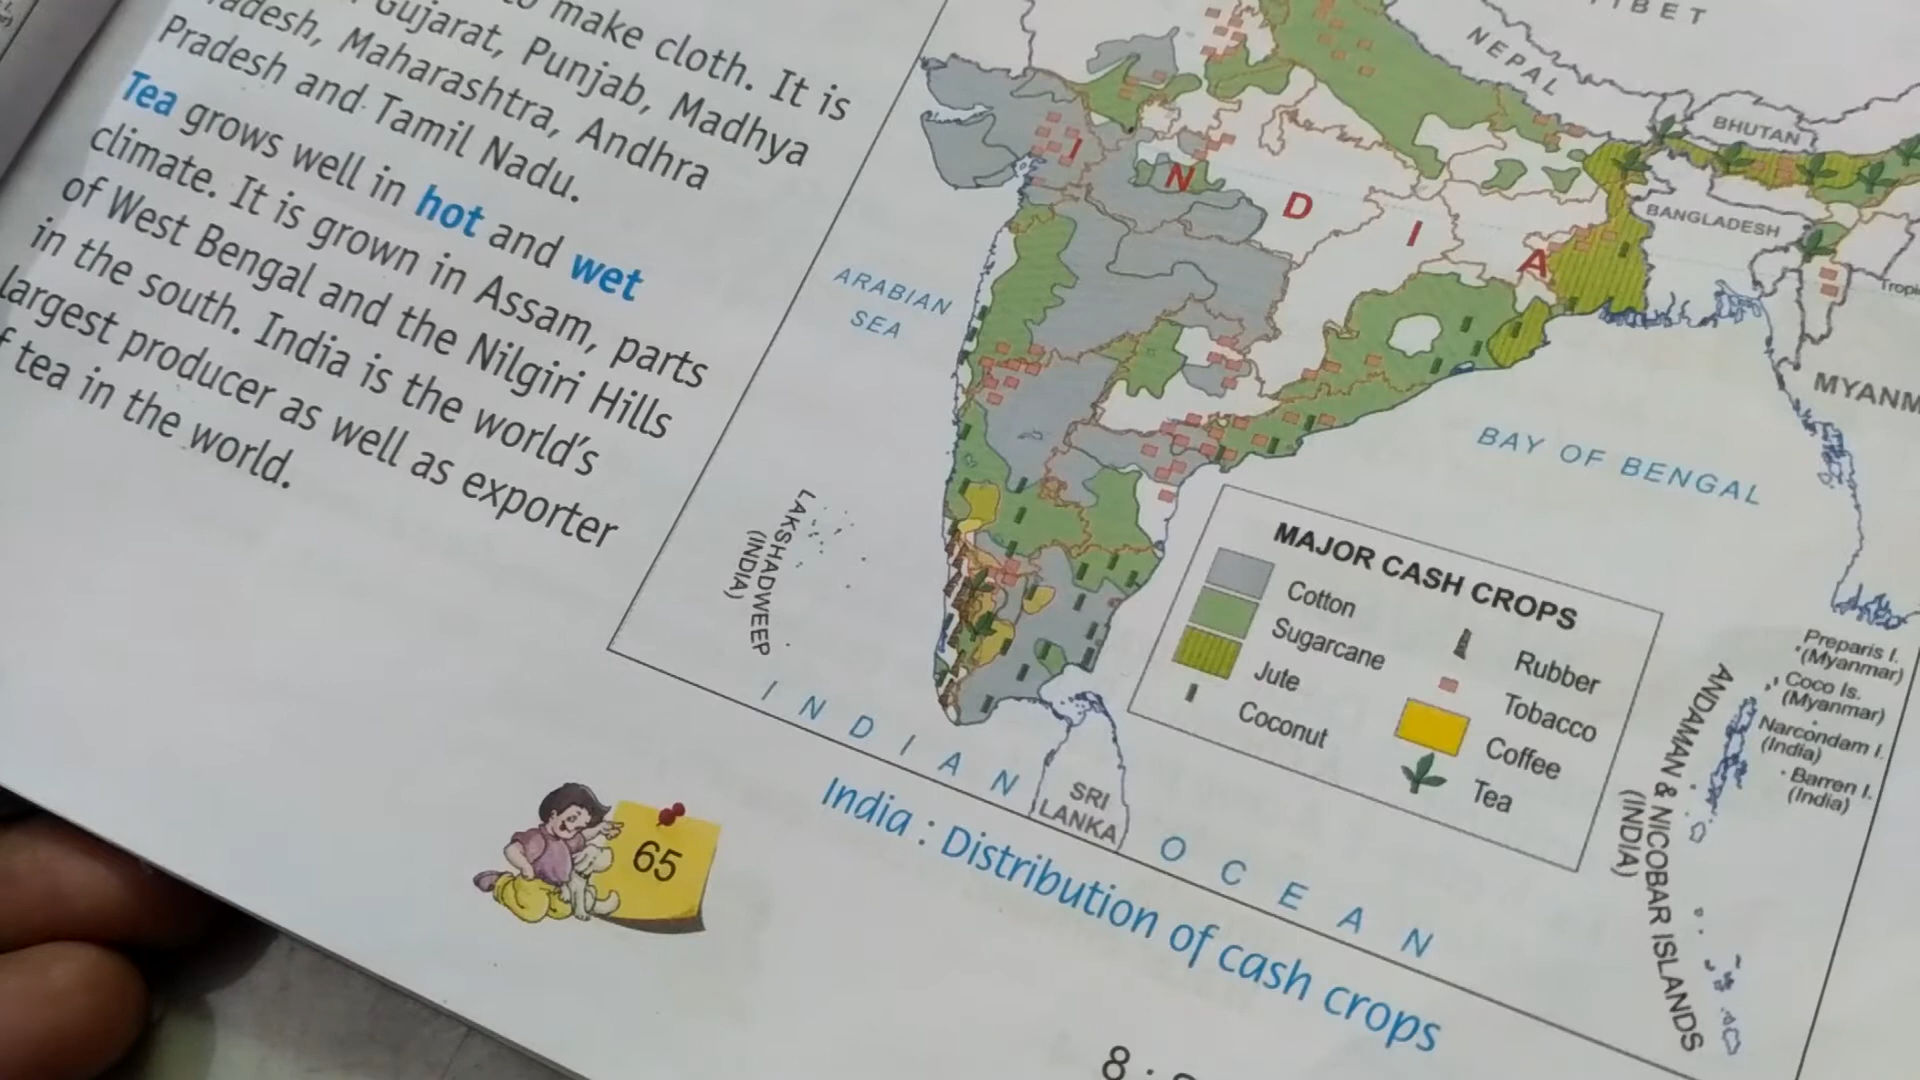 to make cloth. It is
Gujarat, Punjab, Madhya
Maharashtra, Andhra
Pradesh and Tamil Nadu.
Tea grows well in hot and wet
climate. It is grown in Assam, parts
of West Bengal and the Nilgiri Hills
in the south. India is the world's
largest producer as well as exporter
tea in the world.
65
NEPAL
BHUTAN
BANGLADESH
INDIA
ARABIAN
SEA
BAY OF BENGAL
LAKSHADWEEP
(INDIA)
MAJOR CASH CROPS
Cotton
Sugarcane
Jute
Coconut
Rubber
Tobacco
Coffee
Tea
Preparis I.
(Myanmar)
Coco Is.
(Myanmar)
Narcondam I.
(India)
Barren I.
(India)
ANDAMAN & NICOBAR ISLANDS
(INDIA)
SRI
LANKA
INDIAN OCEAN
India : Distribution of cash crops